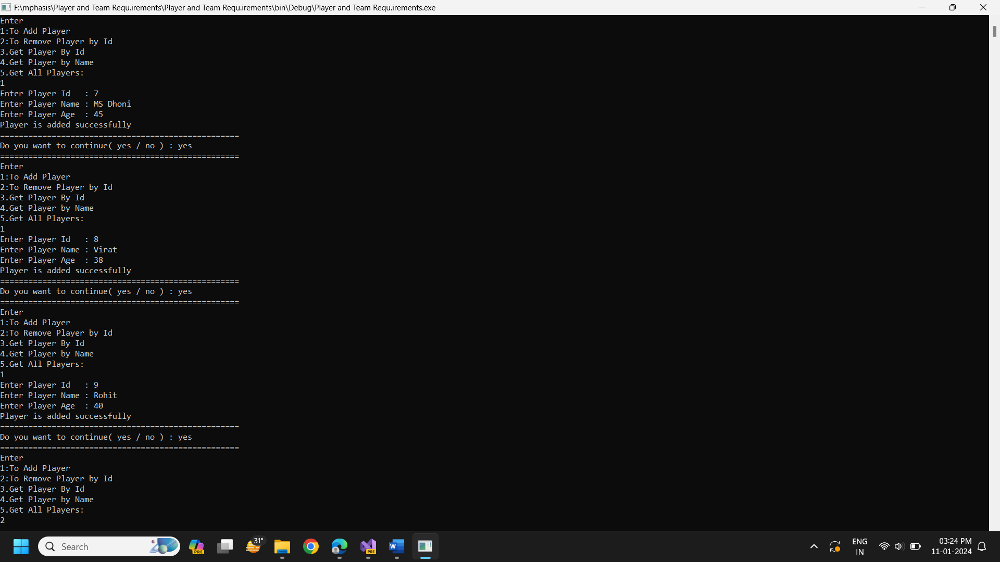 F:\mphasis\Player and Team Requ.irements\Player and Team Requ.irements\bin\Debug\Player and Team Requ.irements.exe
Enter
1:To Add Player
2:To Remove Player by Id
3.Get Player By Id
4.Get Player by Name
5.Get All Players:
1
Enter Player Id   : 7
Enter Player Name : MS Dhoni
Enter Player Age  : 45
Player is added successfully
===================================================
Do you want to continue( yes / no ) : yes
===================================================
Enter
1:To Add Player
2:To Remove Player by Id
3.Get Player By Id
4.Get Player by Name
5.Get All Players:
1
Enter Player Id   : 8
Enter Player Name : Virat
Enter Player Age  : 38
Player is added successfully
===================================================
Do you want to continue( yes / no ) : yes
===================================================
Enter
1:To Add Player
2:To Remove Player by Id
3.Get Player By Id
4.Get Player by Name
5.Get All Players:
1
Enter Player Id   : 9
Enter Player Name : Rohit
Enter Player Age  : 40
Player is added successfully
===================================================
Do you want to continue( yes / no ) : yes
===================================================
Enter
1:To Add Player
2:To Remove Player by Id
3.Get Player By Id
4.Get Player by Name
5.Get All Players:
2
Search
PRE
31°
PRE
W
ENG
IN
03:24 PM
11-01-2024